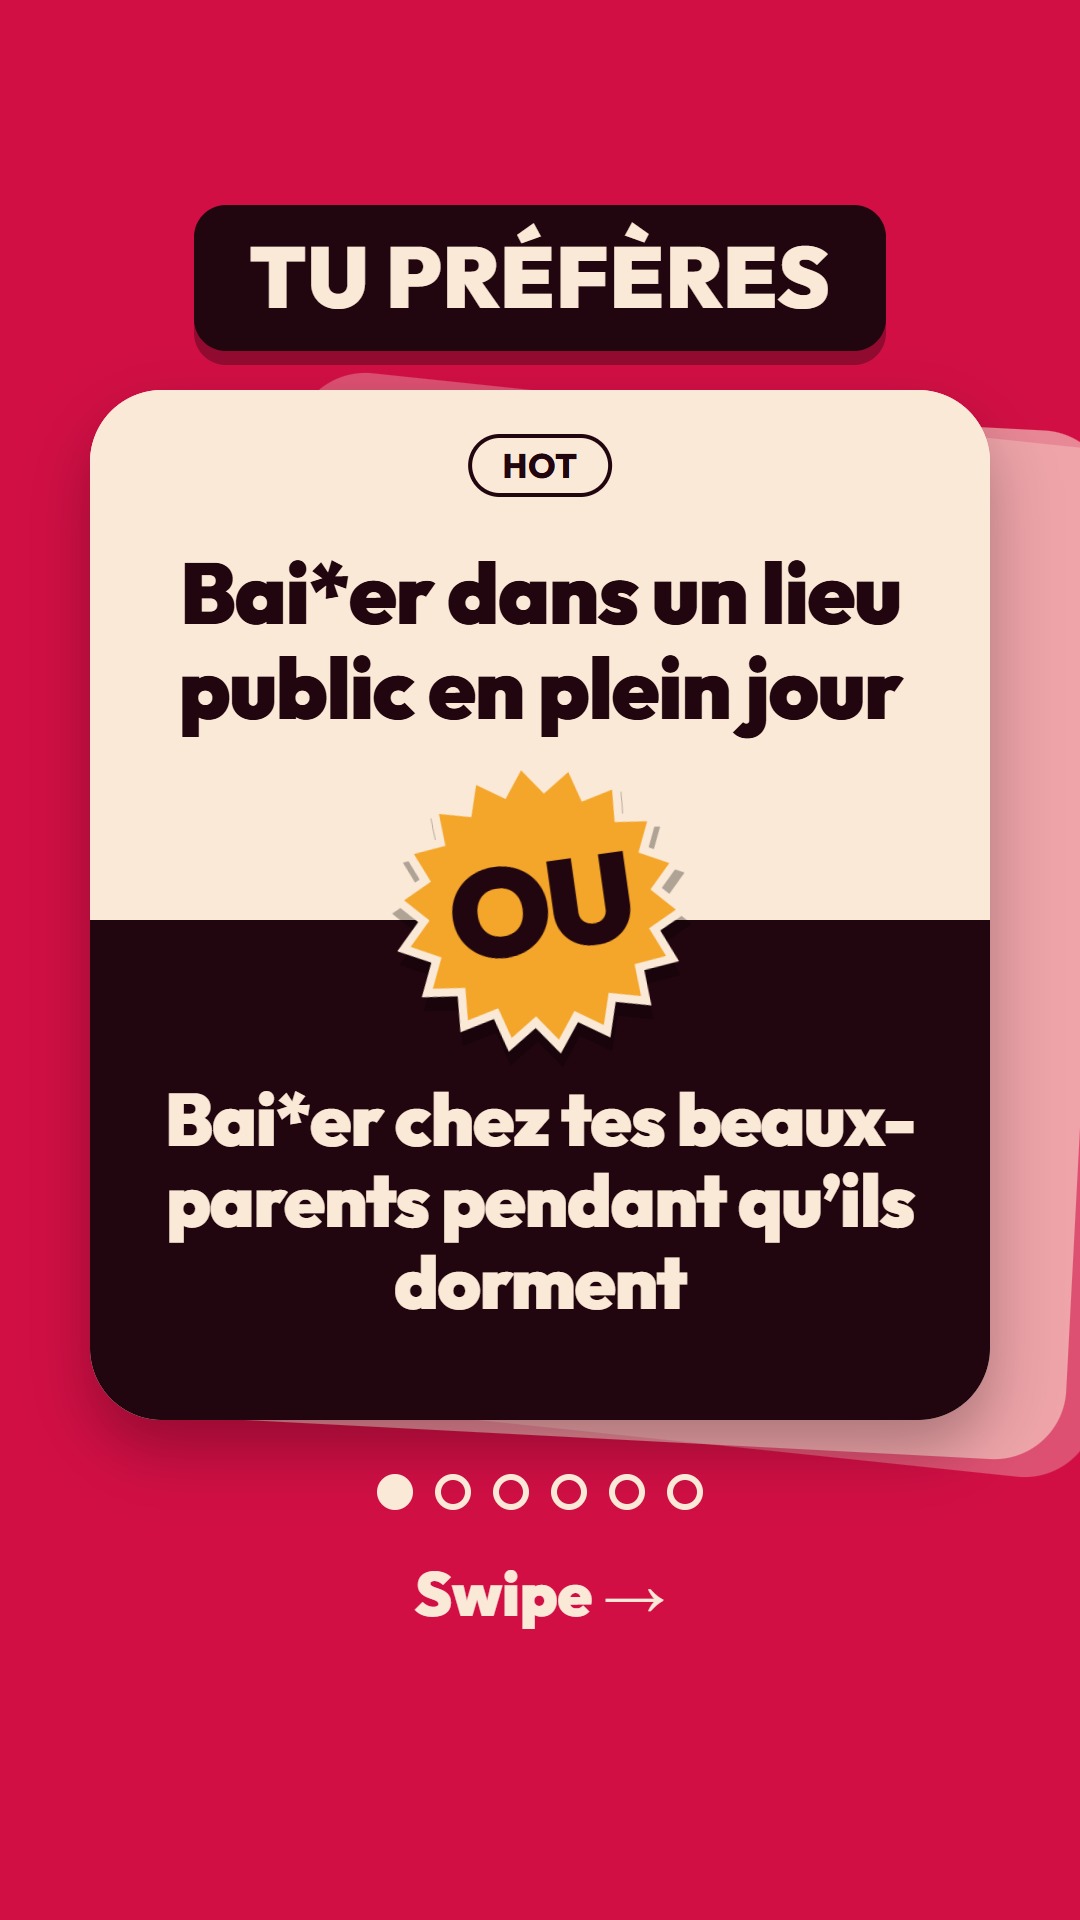 TU PRÉFÈRES
HOT
Bai*er dans un lieu
public en plein jour
OU
Bai*er chez tes beaux-
parents pendant qu’ils
dorment
Swipe →